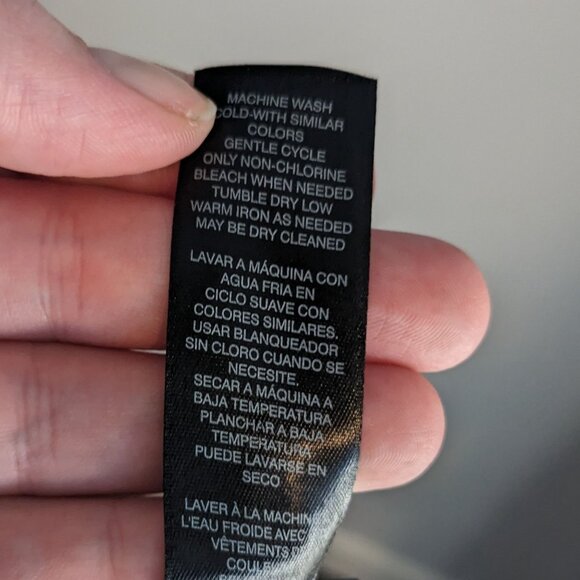 MACHINE WASH
COLD-WITH SIMILAR
COLORS
GENTLE CYCLE
ONLY NON-CHLORINE
BLEACH WHEN NEEDED
TUMBLE DRY LOW
WARM IRON AS NEEDED
MAY BE DRY CLEANED
LAVAR A MÁQUINA CON
AGUA FRIA EN
CICLO SUAVE CON
COLORES SIMILARES.
USAR BLANQUEADOR
SIN CLORO CUANDO SE
NECESITE.
SECAR A MÁQUINA A
BAJA TEMPERATURA
PLANCHAR A BAJA
TEMPERATURA
PUEDE LAVARSE EN
SECO
LAVER À LA MACHINE
L'EAU FROIDE AVEC
VÊTEMENTS